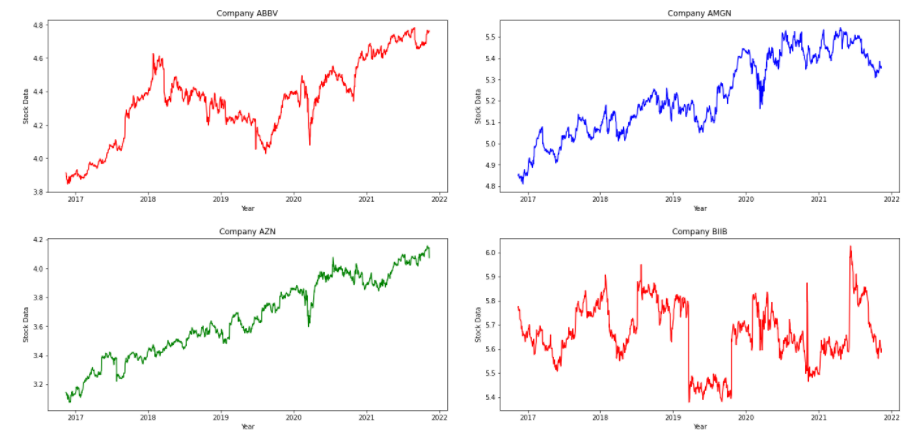 Company ABBV
Stock Data
4.8
4.6
4.4
4.2
4.0
3.8
2017 2018 2019 2020 2021 2022
Year
Company AMGN
Stock Data
5.5
5.4
5.3
5.2
5.1
5.0
4.9
4.8
2017 2018 2019 2020 2021 2022
Year
Company AZN
Stock Data
4.2
4.0
3.8
3.6
3.4
3.2
2017 2018 2019 2020 2021 2022
Year
Company BIIB
Stock Data
6.0
5.9
5.8
5.7
5.6
5.5
5.4
2017 2018 2019 2020 2021 2022
Year